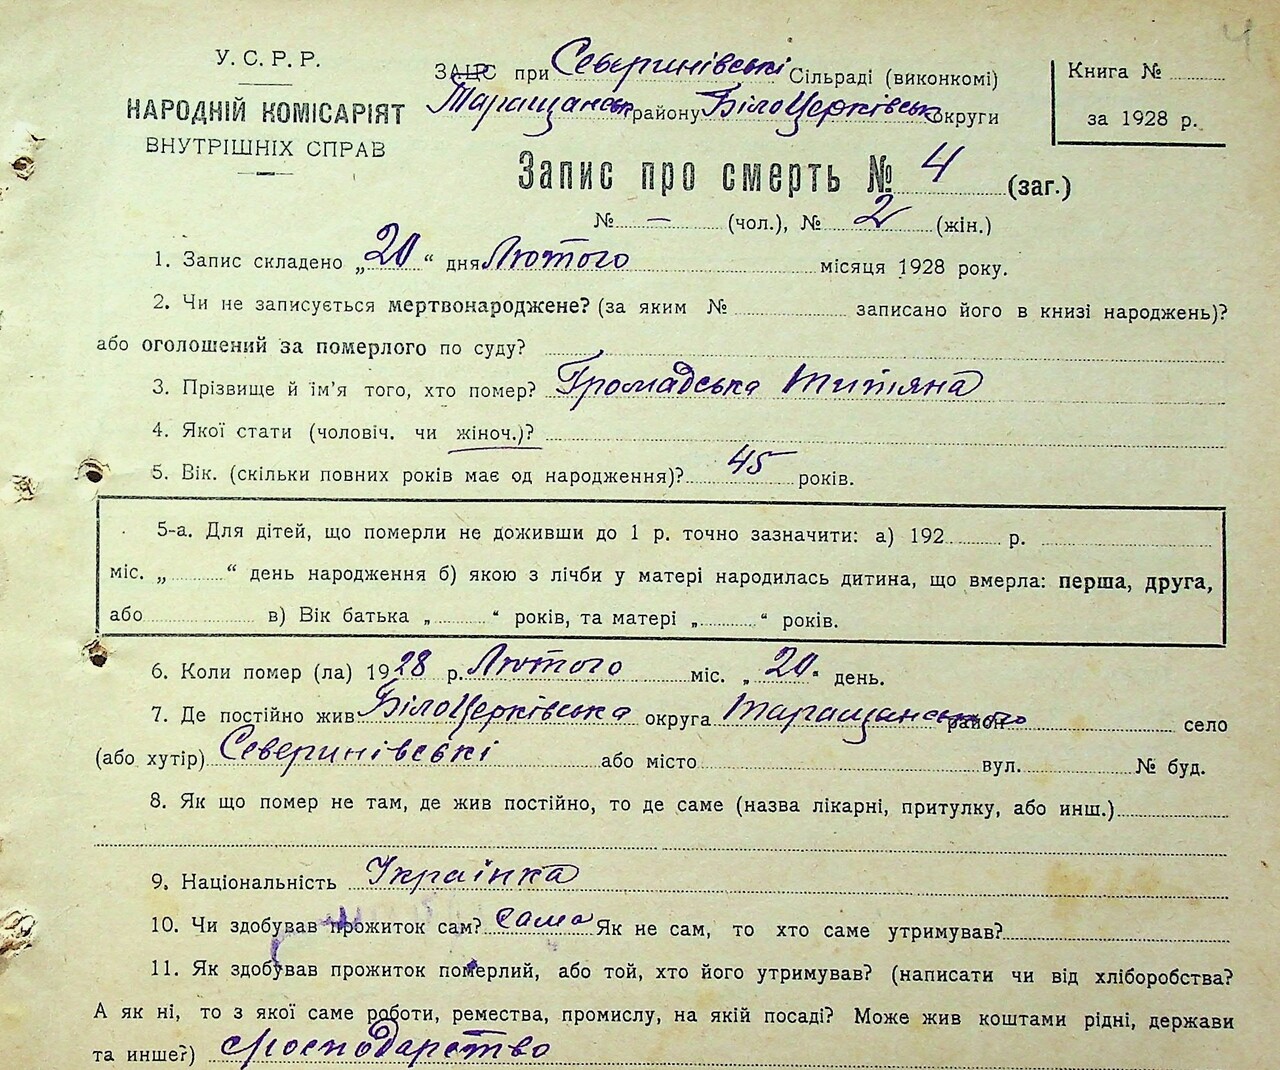 4
У. С. Р. Р.
НАРОДНІЙ КОМІСАРІЯТ
ВНУТРІШНІХ СПРАВ
ЗАГС при Северинівські Сільраді (виконкомі)
Таращанськ району БілоЦерківськ округи
Книга №
за 1928 р.
Запис про смерть № 4 (заг.)
№ — (чол.), № 2 (жін.)
1. Запис складено „20“ дня Лютого місяця 1928 року.
2. Чи не записується мертвонароджене? (за яким № записано його в книзі народжень)?
або оголошений за померлого по суду?
3. Прізвище й ім'я того, хто помер? Громадська Титяна
4. Якої стати (чоловіч. чи жіноч.)?
5. Вік. (скільки повних років має од народження)? 45 років.
5-а. Для дітей, що померли не доживши до 1 р. точно зазначити: а) 192 р.
міс. „ “ день народження б) якою з лічби у матері народилась дитина, що вмерла: перша, друга,
або в) Вік батька „ “ років, та матері „ “ років.
6. Коли помер (ла) 1928 р. Лютого міс. „20“ день.
7. Де постійно жив БілоЦерківська округа Таращанського район село
(або хутір) Северинівські або місто вул. № буд.
8. Як що помер не там, де жив постійно, то де саме (назва лікарні, притулку, або инш.)
9. Національність Украінка
10. Чи здобував прожиток сам? сама Як не сам, то хто саме утримував?
11. Як здобував прожиток померлий, або той, хто його утримував? (написати чи від хліборобства?
А як ні, то з якої саме роботи, ремества, промислу, на якій посаді? Може жив коштами рідні, держави
та инше?) господарство